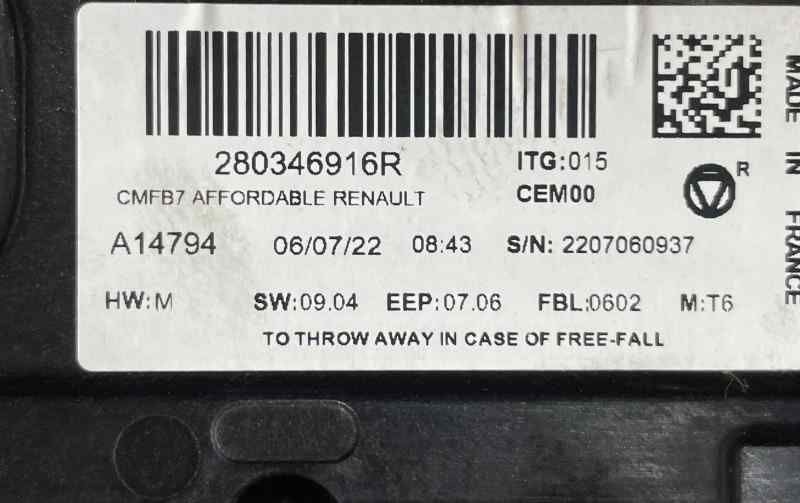 280346916R ITG:015
CMFB7 AFFORDABLE RENAULT CEM00
R
A14794 06/07/22 08:43 S/N: 2207060937
HW:M SW:09.04 EEP:07.06 FBL:0602 M:T6
TO THROW AWAY IN CASE OF FREE-FALL
MADE IN FRANCE